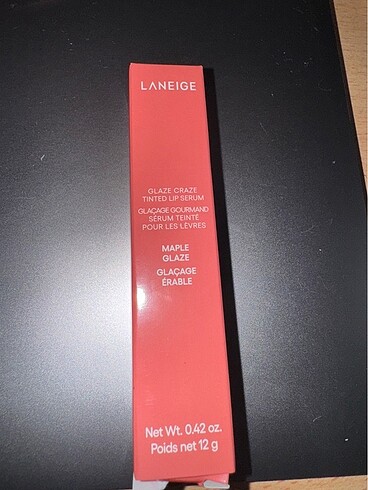 LANEIGE
GLAZE CRAZE
TINTED LIP SERUM
GLAÇAGE GOURMAND
SÉRUM TEINTÉ
POUR LES LÈVRES
MAPLE
GLAZE
GLAÇAGE
ÉRABLE
Net Wt. 0.42 oz.
Poids net 12 g